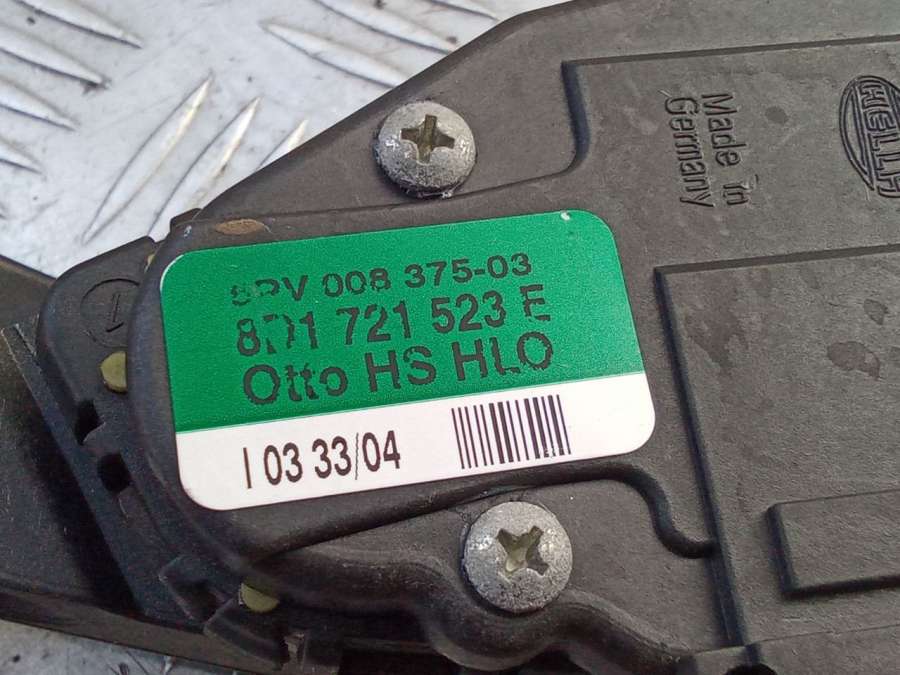 6PV 008 375-03
8D1 721 523 E
Otto HS HLO
I 03 33/04
Made in
Germany
HELLA